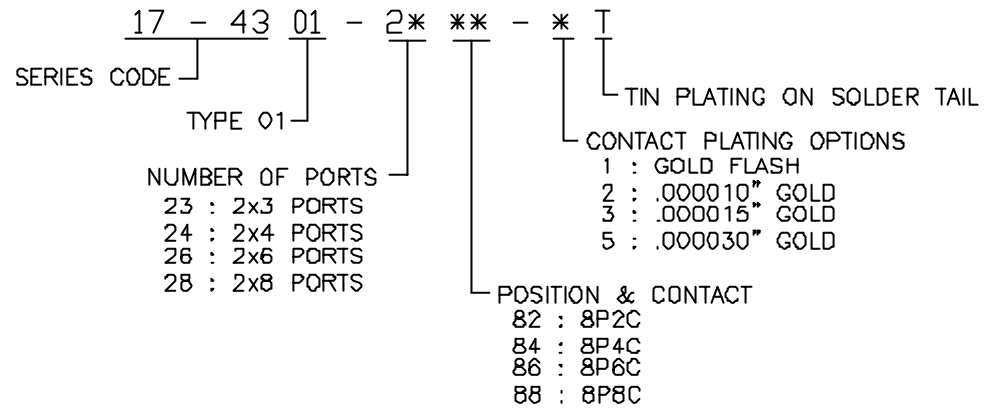 17 - 43 01 - 2* ** - * T
SERIES CODE
TIN PLATING ON SOLDER TAIL
TYPE 01
CONTACT PLATING OPTIONS
1 : GOLD FLASH
2 : .000010" GOLD
3 : .000015" GOLD
5 : .000030" GOLD
NUMBER OF PORTS
23 : 2x3 PORTS
24 : 2x4 PORTS
26 : 2x6 PORTS
28 : 2x8 PORTS
POSITION & CONTACT
82 : 8P2C
84 : 8P4C
86 : 8P6C
88 : 8P8C